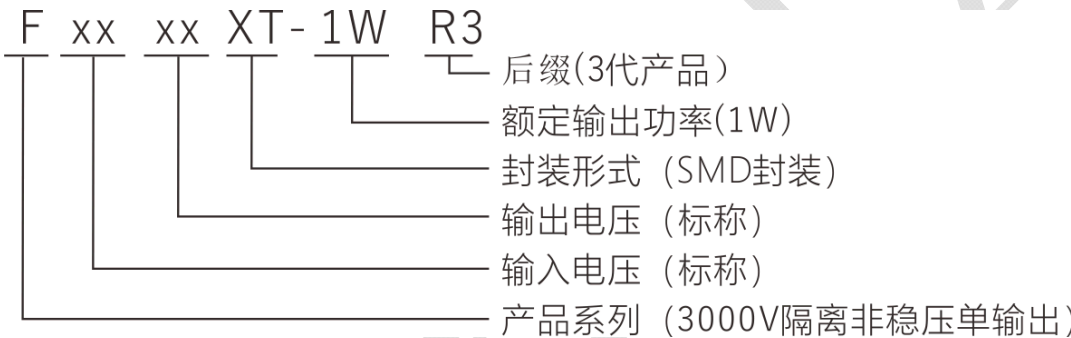 F xx xx XT-1W R3
后缀(3代产品）
额定输出功率(1W)
封装形式（SMD封装）
输出电压（标称）
输入电压（标称）
产品系列（3000V隔离非稳压单输出）